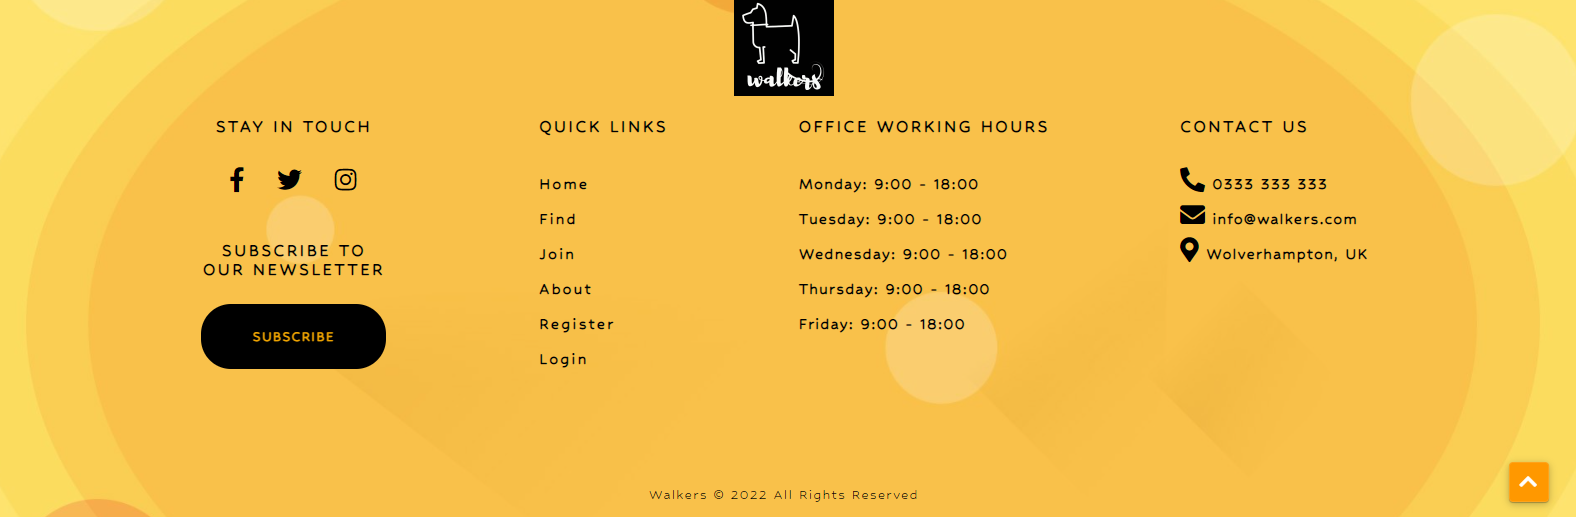 walkers
STAY IN TOUCH
SUBSCRIBE TO
OUR NEWSLETTER
SUBSCRIBE
QUICK LINKS
Home
Find
Join
About
Register
Login
OFFICE WORKING HOURS
Monday: 9:00 - 18:00
Tuesday: 9:00 - 18:00
Wednesday: 9:00 - 18:00
Thursday: 9:00 - 18:00
Friday: 9:00 - 18:00
CONTACT US
0333 333 333
info@walkers.com
Wolverhampton, UK
Walkers © 2022 All Rights Reserved